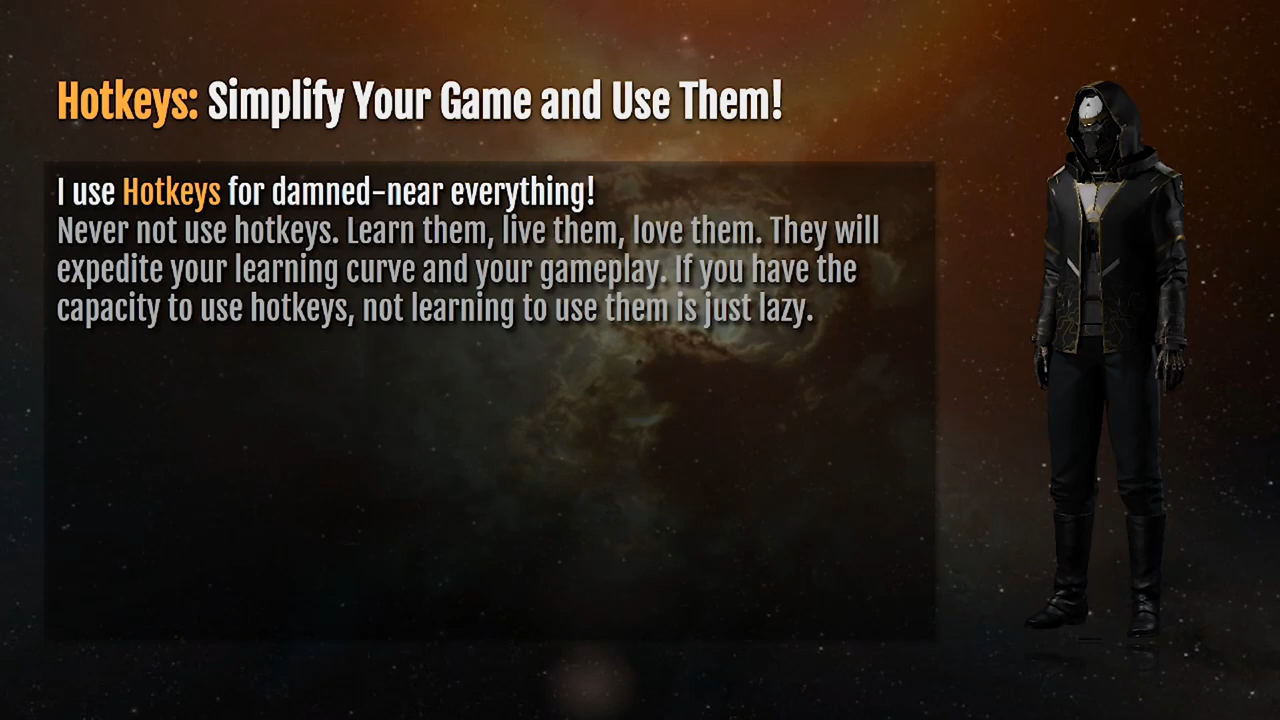 Hotkeys: Simplify Your Game and Use Them!
I use Hotkeys for damned-near everything!
Never not use hotkeys. Learn them, live them, love them. They will
expedite your learning curve and your gameplay. If you have the
capacity to use hotkeys, not learning to use them is just lazy.